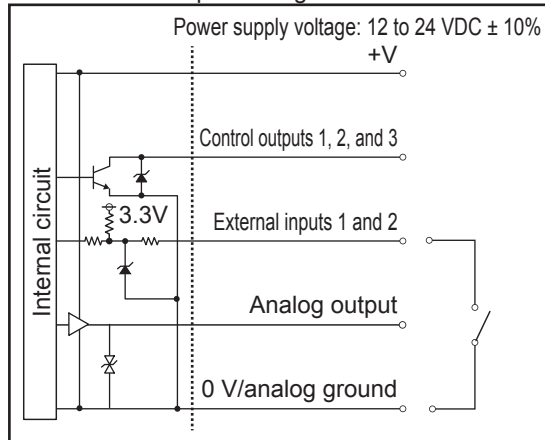 Power supply voltage: 12 to 24 VDC ± 10%
+V
Control outputs 1, 2, and 3
3.3V
External inputs 1 and 2
Internal circuit
Analog output
0 V/analog ground